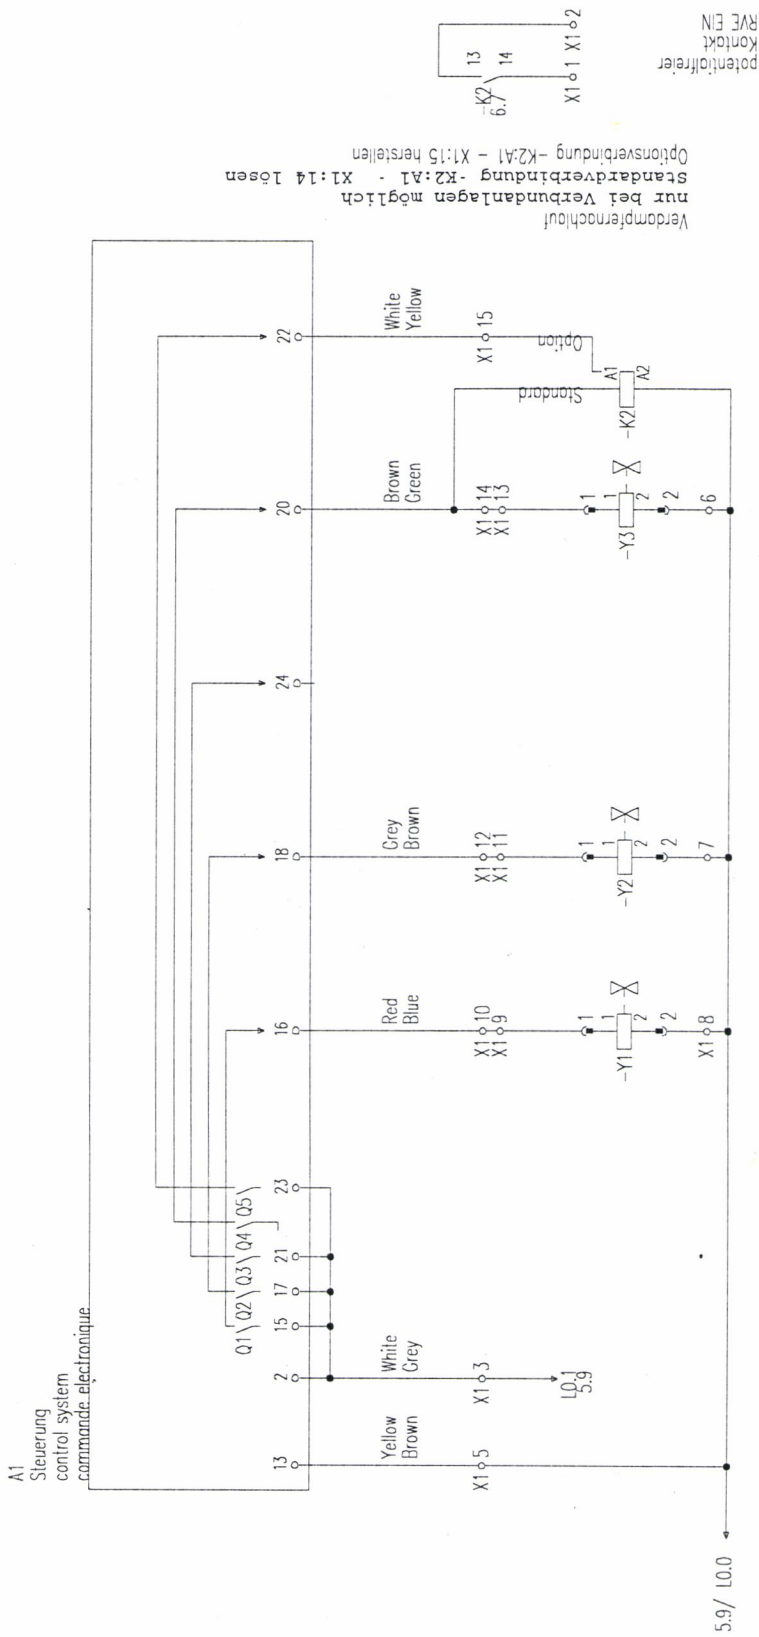 A1
Steuerung
control system
commande electronique
Q1 Q2 Q3 Q4 Q5
13 2 15 17 21 23 16 18 24 20 22
Yellow
Brown
White
Grey
Red
Blue
Grey
Brown
Brown
Green
White
Yellow
X1 5
X1 3
X1 10
X1 9
X1 12
X1 11
X1 14
X1 13
X1 15
L0.1
5.9
Standard
Option
1
1
-Y1
2
2
1
1
-Y2
2
2
1
1
-Y3
2
2
A1
-K2
A2
X1 8
7
6
5.9/ L0.0
Verdampfernachlauf
nur bei Verbundanlagen möglich
Standardverbindung -K2:A1 - X1:14 lösen
Optionsverbindung -K2:A1 - X1:15 herstellen
13
14
-K2
6.7
X1 1
X1 2
potentialfreier
Kontakt
RVE EIN